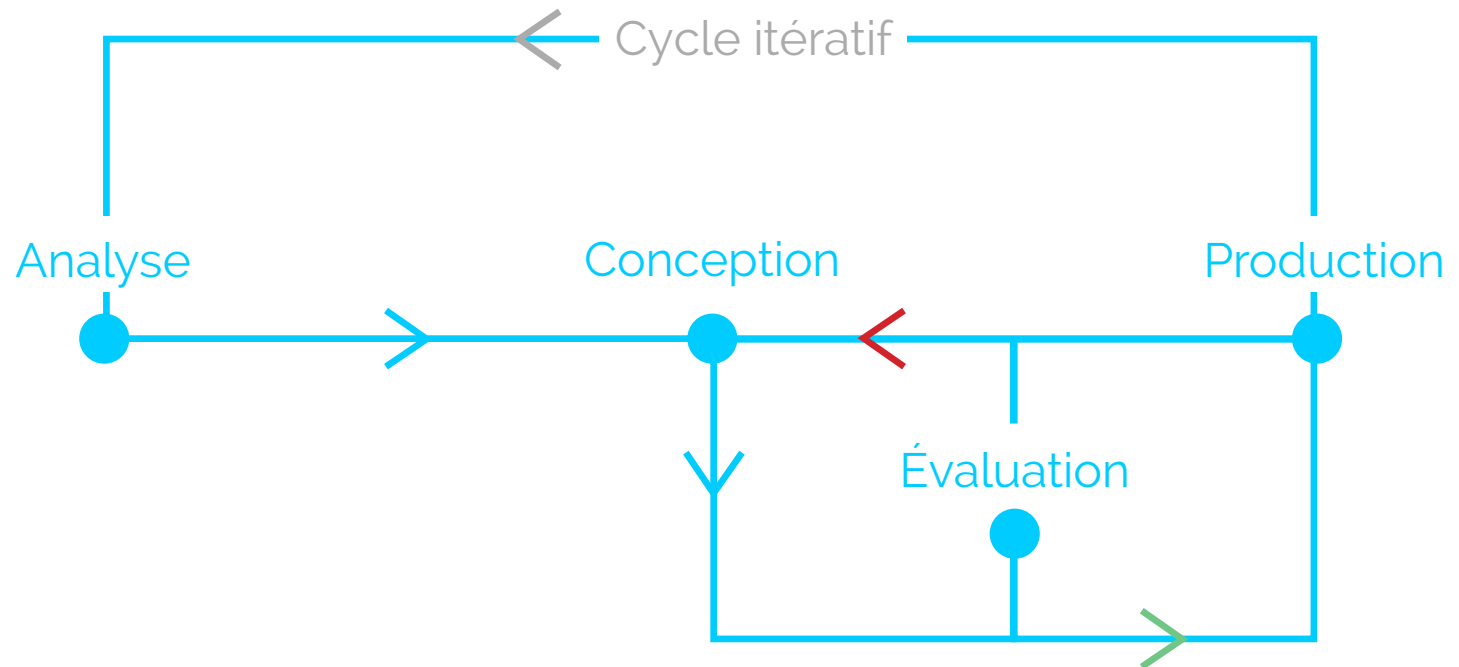 Cycle itératif
Analyse
Conception
Production
Évaluation